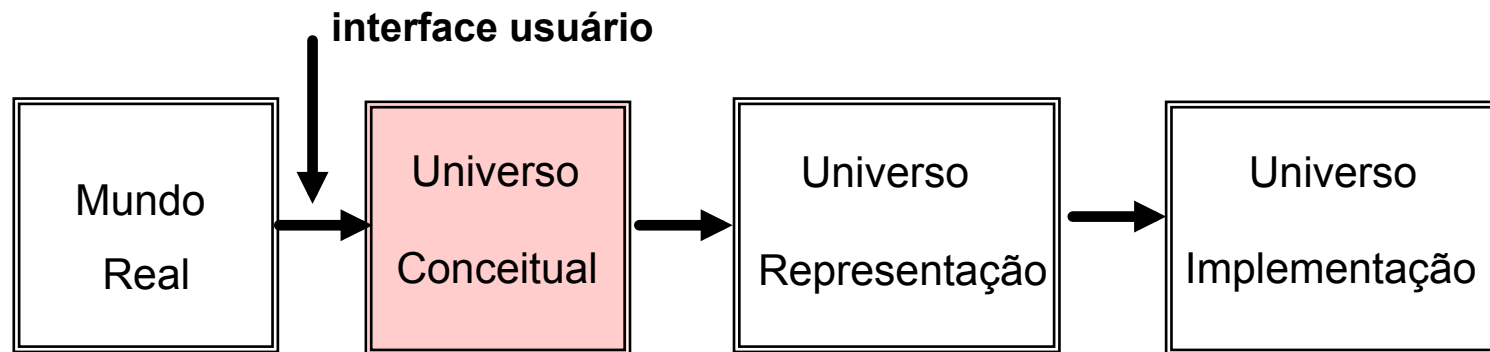 interface usuário
Mundo
Real
Universo
Conceitual
Universo
Representação
Universo
Implementação